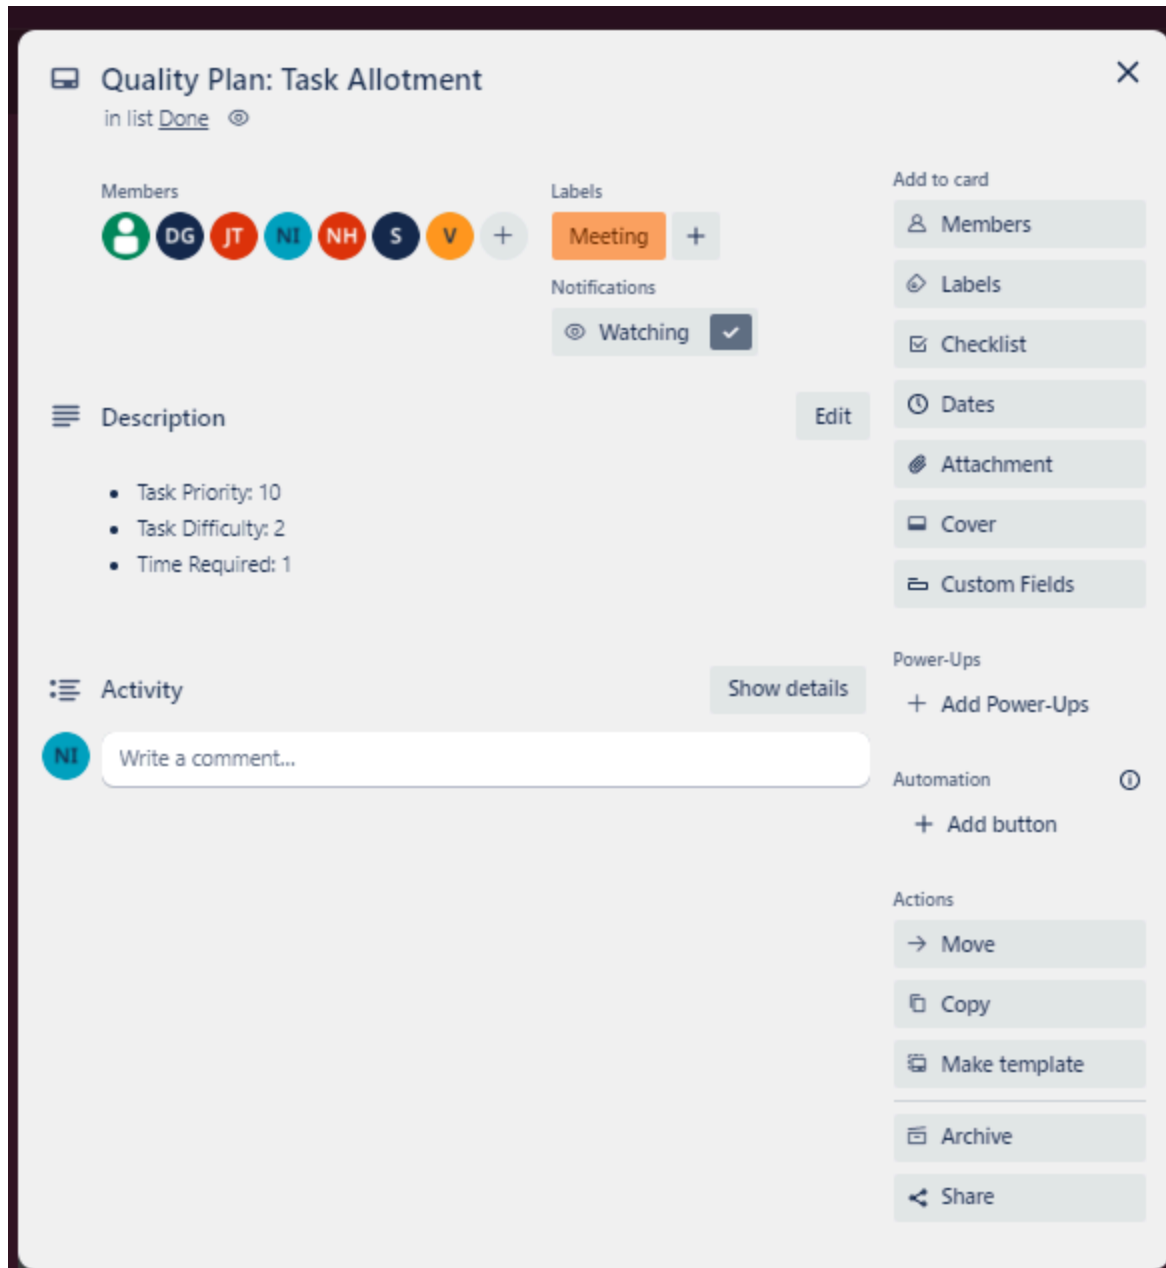 Quality Plan: Task Allotment
in list Done
Members
DG JT NI NH S V
Labels
Meeting
Notifications
Watching
Description
Edit
Task Priority: 10
Task Difficulty: 2
Time Required: 1
Activity
Show details
NI
Write a comment...
Add to card
Members
Labels
Checklist
Dates
Attachment
Cover
Custom Fields
Power-Ups
+ Add Power-Ups
Automation
+ Add button
Actions
Move
Copy
Make template
Archive
Share